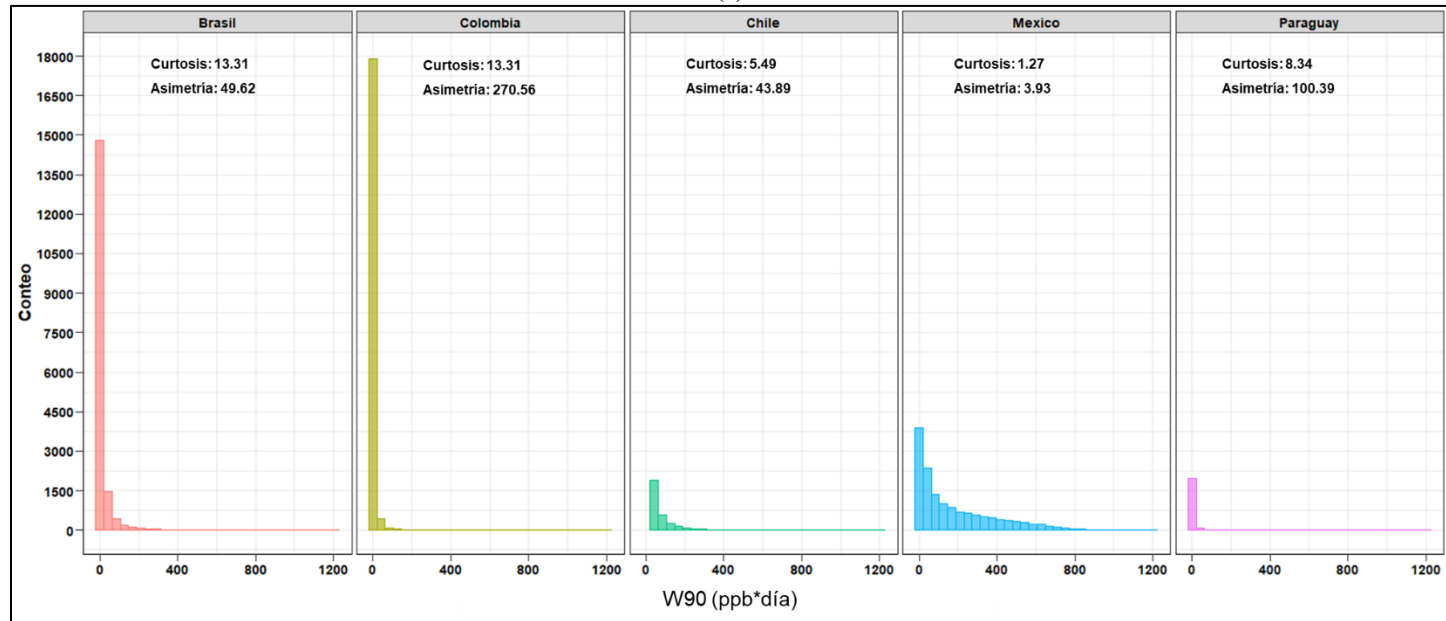 Brasil Colombia Chile Mexico Paraguay
Curtosis: 13.31 Curtosis: 13.31 Curtosis: 5.49 Curtosis: 1.27 Curtosis: 8.34
Asimetría: 49.62 Asimetría: 270.56 Asimetría: 43.89 Asimetría: 3.93 Asimetría: 100.39
18000
16500
15000
13500
12000
10500
9000
7500
6000
4500
3000
1500
0
Conteo
0 400 800 1200 0 400 800 1200 0 400 800 1200 0 400 800 1200 0 400 800 1200
W90 (ppb*día)